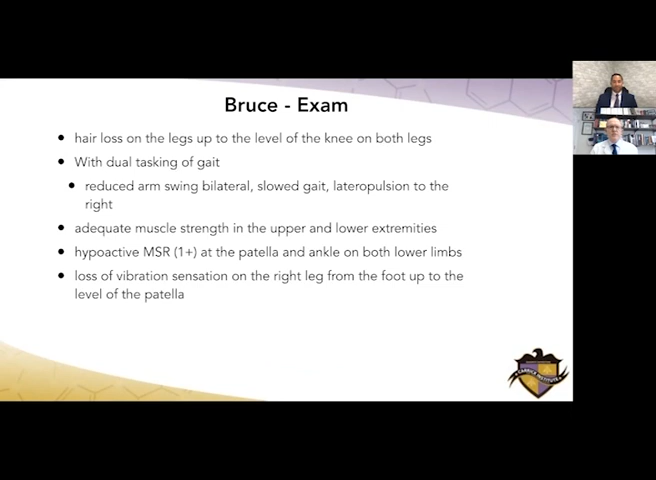 Bruce - Exam
• hair loss on the legs up to the level of the knee on both legs
• With dual tasking of gait
• reduced arm swing bilateral, slowed gait, lateropulsion to the
right
• adequate muscle strength in the upper and lower extremities
• hypoactive MSR (1+) at the patella and ankle on both lower limbs
• loss of vibration sensation on the right leg from the foot up to the
level of the patella
CARRICK INSTITUTE